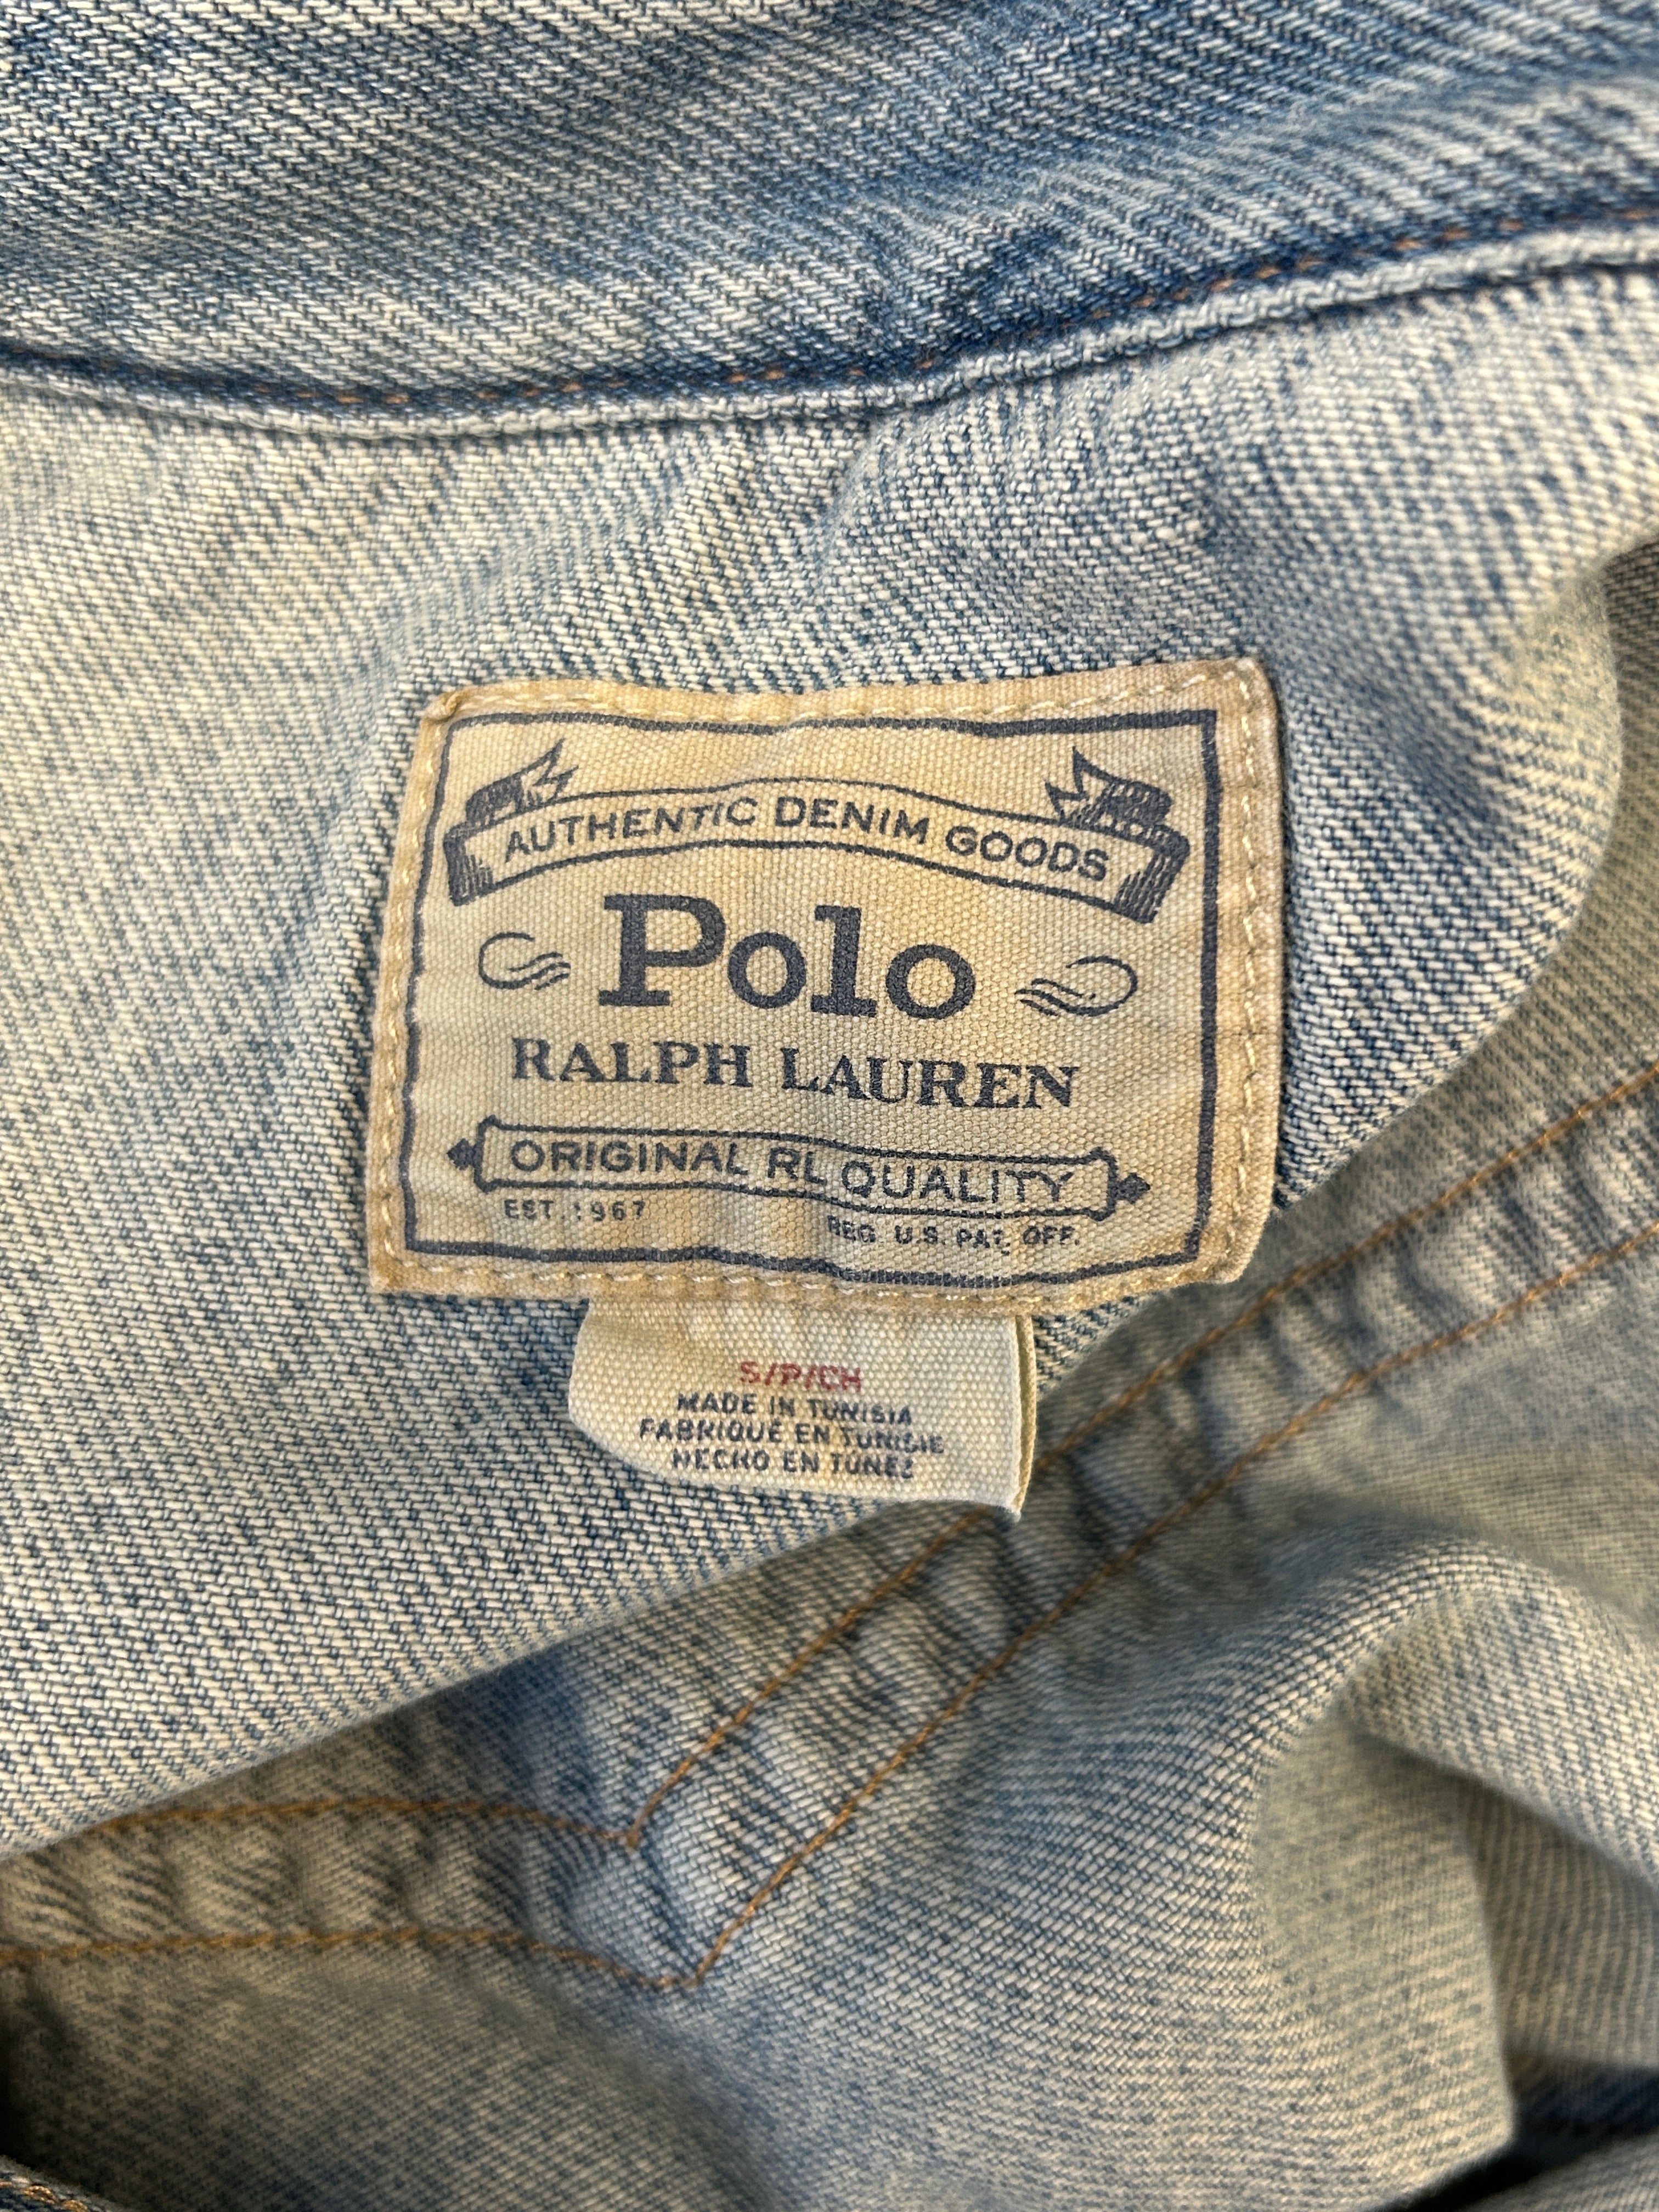 AUTHENTIC DENIM GOODS
Polo
RALPH LAUREN
ORIGINAL RL QUALITY
EST. 1967 REG. U.S. PAT. OFF.
S/P/CH
MADE IN TUNISIA
FABRIQUÉ EN TUNISIE
HECHO EN TÚNEZ